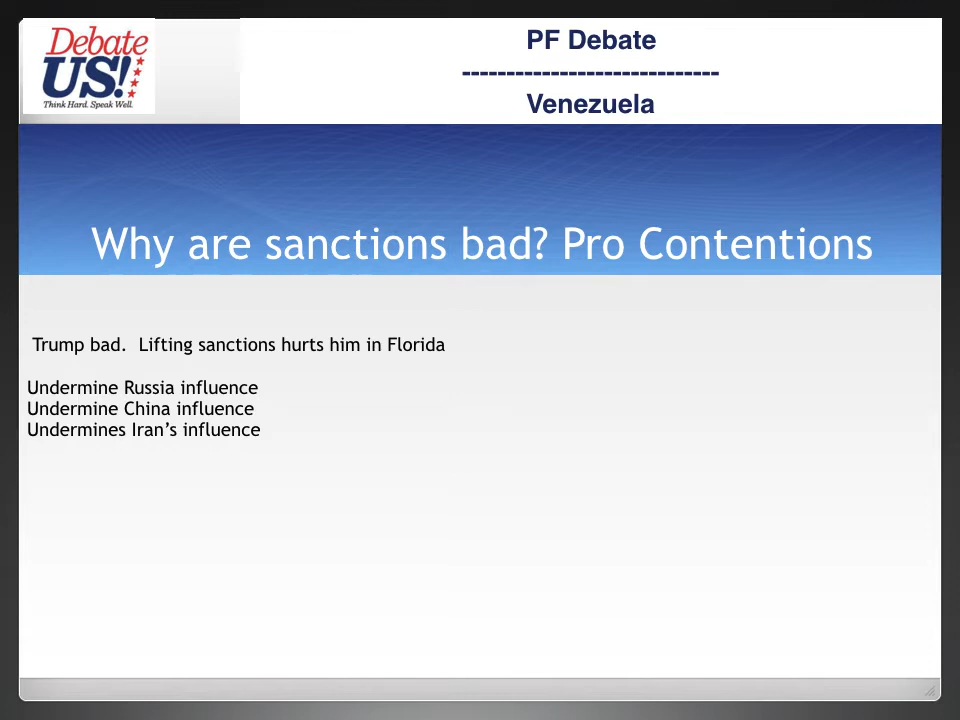 Debate
US!
Think Hard. Speak Well.
PF Debate
-----------------------------
Venezuela
Why are sanctions bad? Pro Contentions
Trump bad.  Lifting sanctions hurts him in Florida
Undermine Russia influence
Undermine China influence
Undermines Iran’s influence